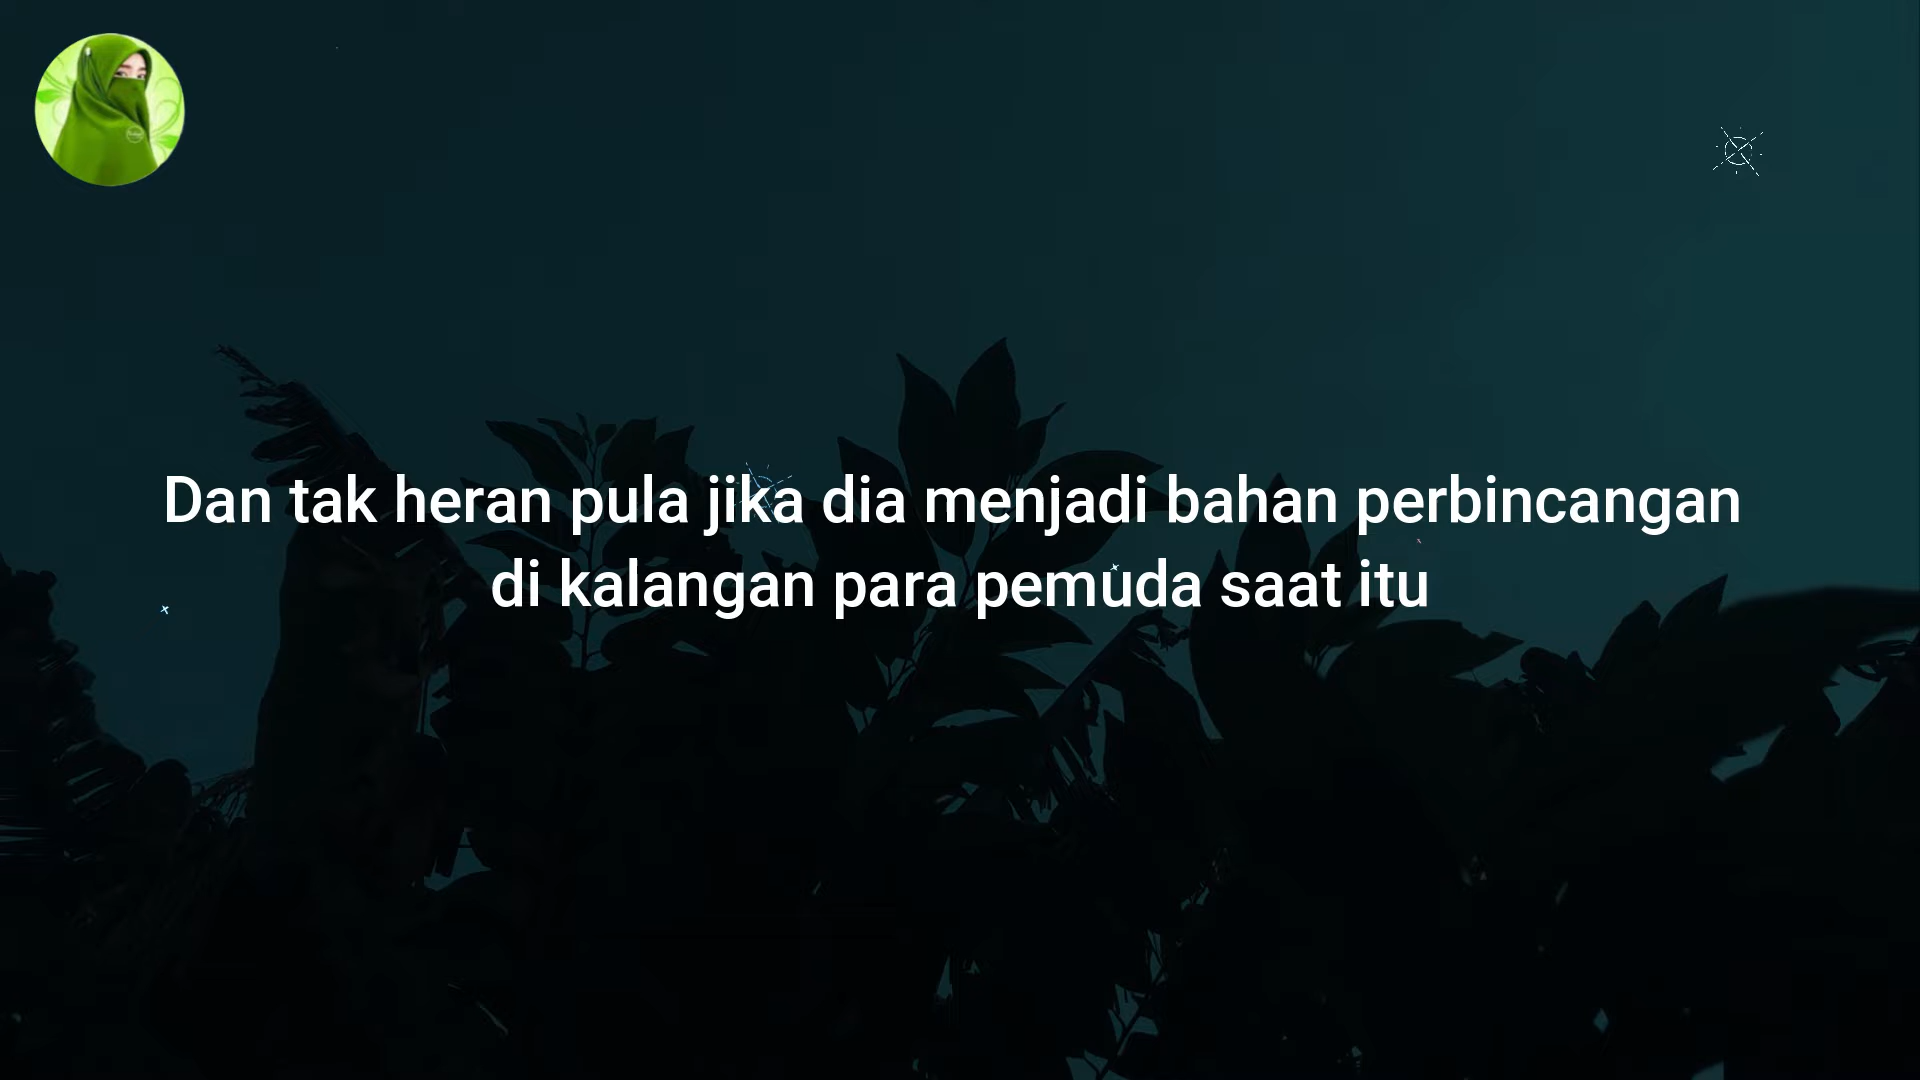 Dan tak heran pula jika dia menjadi bahan perbincangan
di kalangan para pemuda saat itu